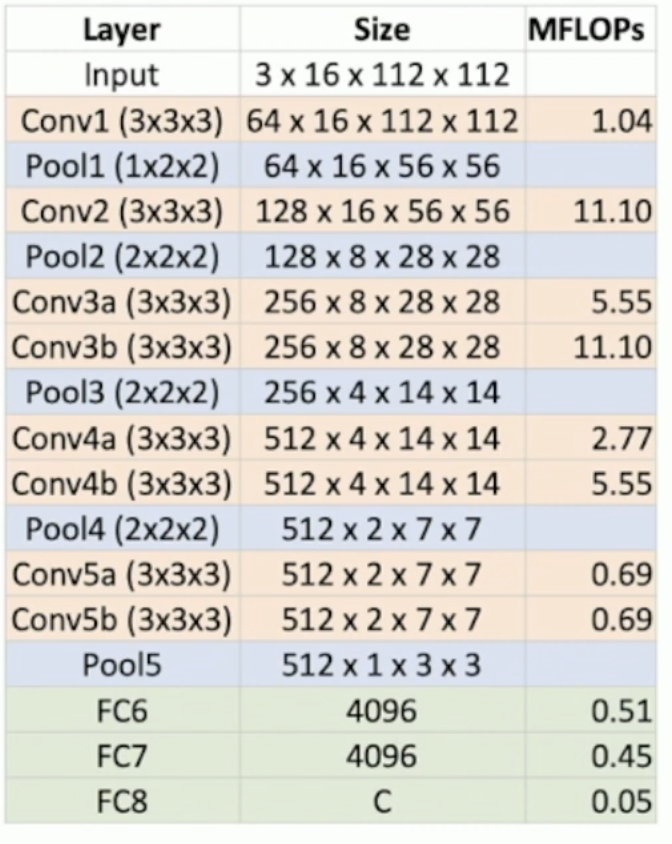 Layer Size MFLOPs
Input 3 x 16 x 112 x 112
Conv1 (3x3x3) 64 x 16 x 112 x 112 1.04
Pool1 (1x2x2) 64 x 16 x 56 x 56
Conv2 (3x3x3) 128 x 16 x 56 x 56 11.10
Pool2 (2x2x2) 128 x 8 x 28 x 28
Conv3a (3x3x3) 256 x 8 x 28 x 28 5.55
Conv3b (3x3x3) 256 x 8 x 28 x 28 11.10
Pool3 (2x2x2) 256 x 4 x 14 x 14
Conv4a (3x3x3) 512 x 4 x 14 x 14 2.77
Conv4b (3x3x3) 512 x 4 x 14 x 14 5.55
Pool4 (2x2x2) 512 x 2 x 7 x 7
Conv5a (3x3x3) 512 x 2 x 7 x 7 0.69
Conv5b (3x3x3) 512 x 2 x 7 x 7 0.69
Pool5 512 x 1 x 3 x 3
FC6 4096 0.51
FC7 4096 0.45
FC8 C 0.05